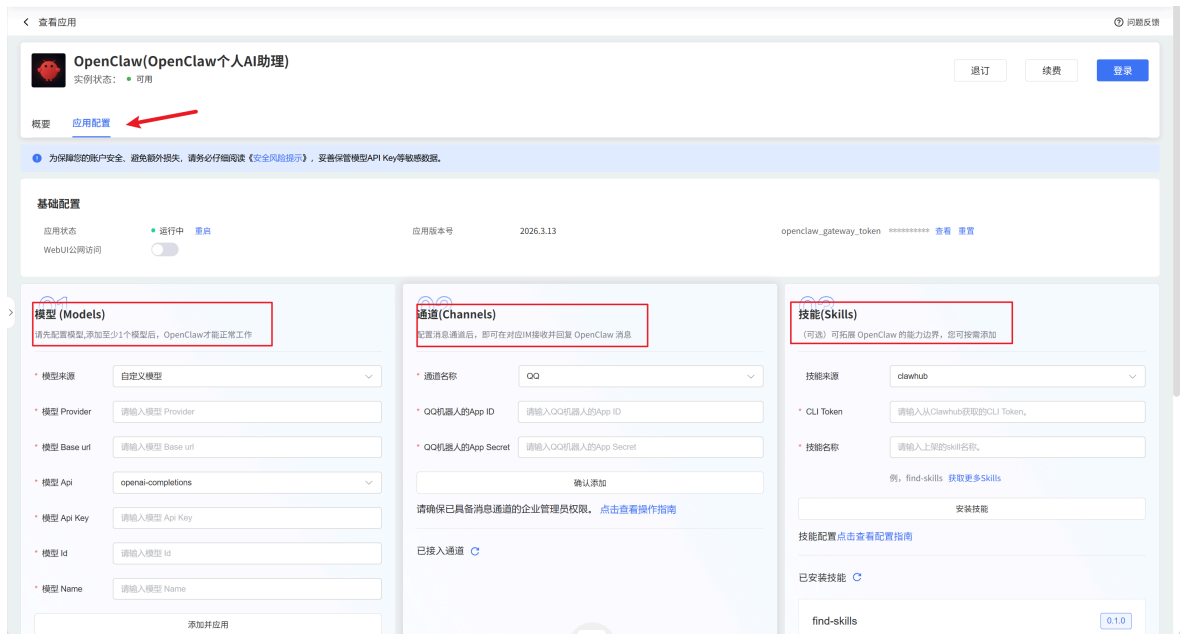 查看应用
问题反馈
OpenClaw(OpenClaw个人AI助理)
实例状态： 可用
退订
续费
登录
概要
应用配置
为保障您的账户安全、避免额外损失，请务必仔细阅读《安全风险提示》，妥善保管模型API Key等敏感数据。
基础配置
应用状态
运行中 重启
应用版本号
2026.3.13
openclaw_gateway_token ********** 查看 重置
WebUI公网访问
01
模型 (Models)
请先配置模型,添加至少1个模型后，OpenClaw才能正常工作
* 模型来源
自定义模型
* 模型 Provider
请输入模型 Provider
* 模型 Base url
请输入模型 Base url
* 模型 Api
openai-completions
* 模型 Api Key
请输入模型 Api Key
* 模型 Id
请输入模型 Id
* 模型 Name
请输入模型 Name
添加并应用
通道(Channels)
配置消息通道后，即可在对应IM接收并回复 OpenClaw 消息
* 通道名称
QQ
* QQ机器人的App ID
请输入QQ机器人的App ID
* QQ机器人的App Secret
请输入QQ机器人的App Secret
确认添加
请确保已具备消息通道的企业管理员权限。 点击查看操作指南
已接入通道
技能(Skills)
（可选）可拓展 OpenClaw 的能力边界，您可按需添加
技能来源
clawhub
* CLI Token
请输入从Clawhub获取的CLI Token。
* 技能名称
请输入上架的skill名称。
例，find-skills 获取更多Skills
安装技能
技能配置点击查看配置指南
已安装技能
find-skills
0.1.0